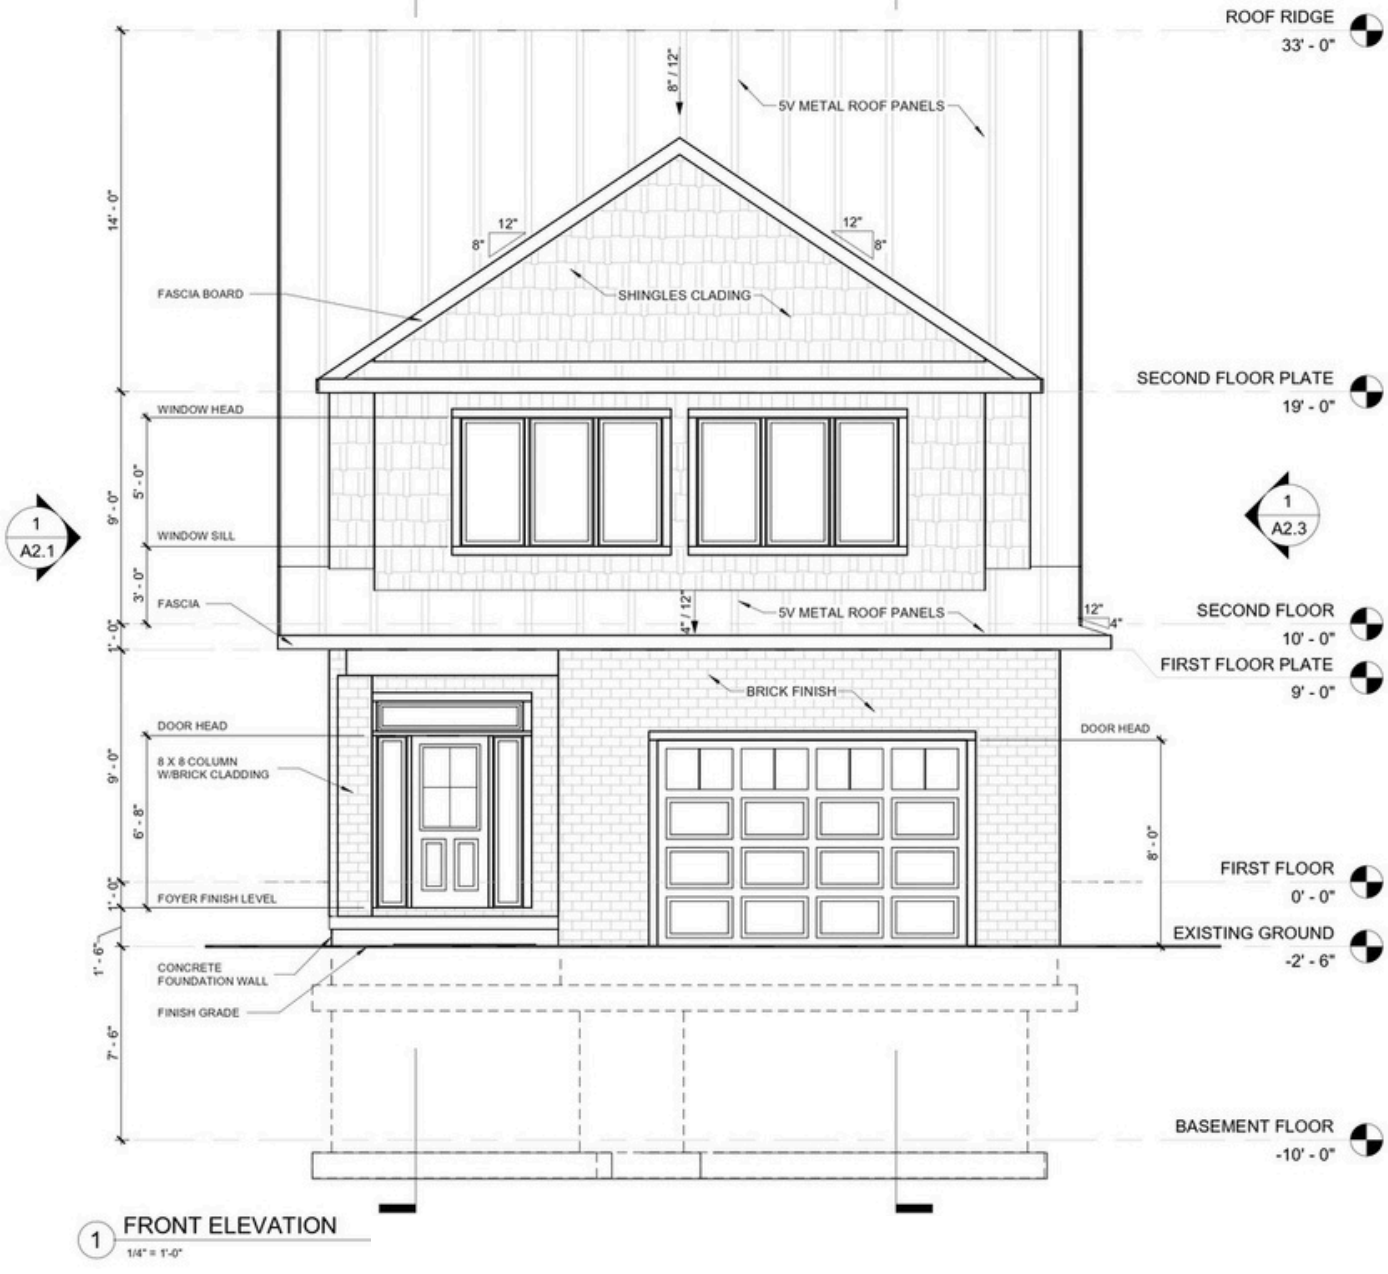 ROOF RIDGE
33' - 0"
8" / 12"
5V METAL ROOF PANELS
14' - 0"
12"
8"
12"
8"
FASCIA BOARD
SHINGLES CLADING
SECOND FLOOR PLATE
19' - 0"
WINDOW HEAD
5' - 0"
9' - 0"
1
A2.1
1
A2.3
WINDOW SILL
3' - 0"
FASCIA
4" / 12"
5V METAL ROOF PANELS
12"
4"
SECOND FLOOR
10' - 0"
1' - 0"
FIRST FLOOR PLATE
9' - 0"
BRICK FINISH
DOOR HEAD
DOOR HEAD
8 X 8 COLUMN
W/BRICK CLADDING
9' - 0"
6' - 8"
8' - 0"
FIRST FLOOR
0' - 0"
1' - 0"
FOYER FINISH LEVEL
EXISTING GROUND
-2' - 6"
1' - 6"
CONCRETE
FOUNDATION WALL
FINISH GRADE
7' - 6"
BASEMENT FLOOR
-10' - 0"
1
FRONT ELEVATION
1/4" = 1'-0"